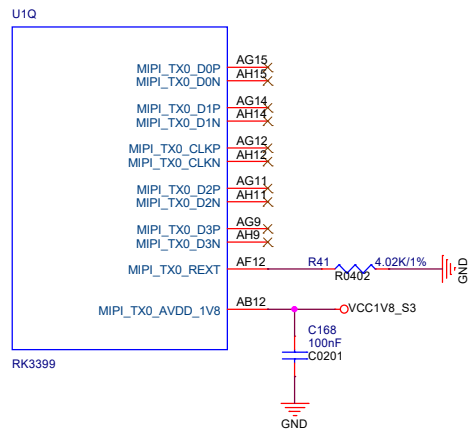 U1Q
MIPI_TX0_D0P AG15
MIPI_TX0_D0N AH15
MIPI_TX0_D1P AG14
MIPI_TX0_D1N AH14
MIPI_TX0_CLKP AG12
MIPI_TX0_CLKN AH12
MIPI_TX0_D2P AG11
MIPI_TX0_D2N AH11
MIPI_TX0_D3P AG9
MIPI_TX0_D3N AH9
MIPI_TX0_REXT AF12 R41 4.02K/1%
R0402
GND
MIPI_TX0_AVDD_1V8 AB12 VCC1V8_S3
C168
100nF
C0201
RK3399
GND